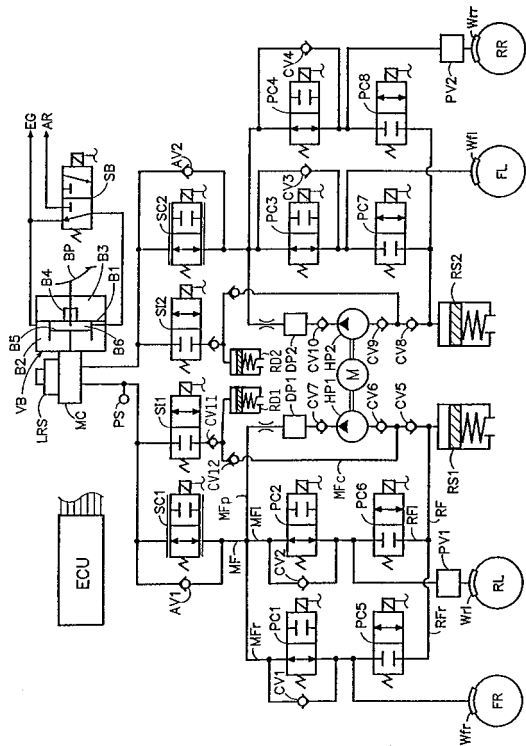 EG
AR
SB
BP
B4
B3
B1
B5
B2
B6
VB
LRS
MC
PS
ECU
AV2
SC2
SI2
SI1
SC1
AV1
CV11
CV12
RD1
RD2
MFp
MF
MFl
MFr
MFc
DP1
DP2
CV7
CV10
HP1
HP2
M
CV6
CV9
CV5
CV8
RS1
RS2
CV4
PC4
CV3
PC3
PC8
PC7
PC2
CV2
PC1
CV1
PC6
PC5
RFl
RF
RFr
PV1
PV2
Wrr
Wfl
Wrl
Wfr
RR
FL
RL
FR